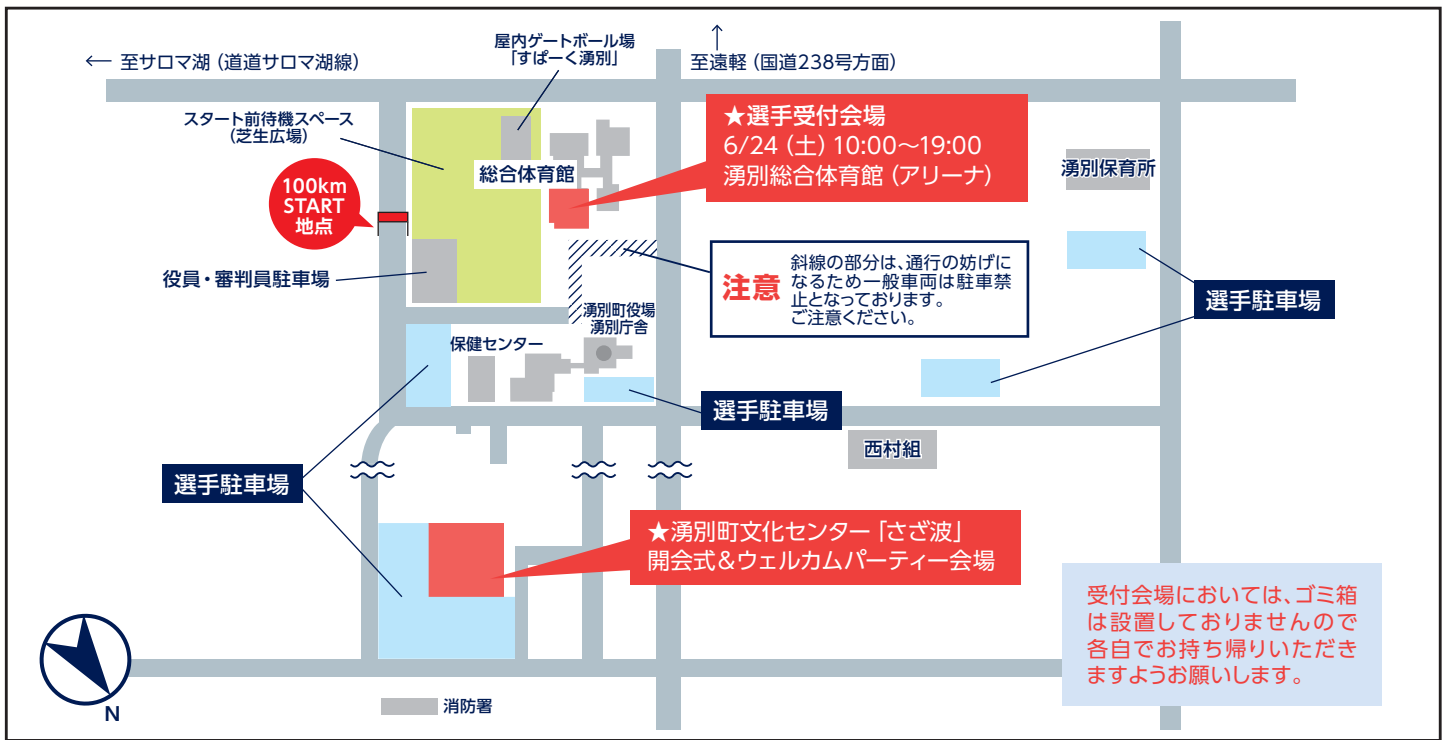 屋内ゲートボール場
「すぱーく湧別」
← 至サロマ湖（道道サロマ湖線）
↑
至遠軽（国道238号方面）
スタート前待機スペース
（芝生広場）
総合体育館
★選手受付会場
6/24（土）10:00～19:00
湧別総合体育館（アリーナ）
湧別保育所
100km
START
地点
役員・審判員駐車場
注意
斜線の部分は、通行の妨げに
なるため一般車両は駐車禁
止となっております。
ご注意ください。
選手駐車場
湧別町役場
湧別庁舎
保健センター
選手駐車場
西村組
選手駐車場
★湧別町文化センター「さざ波」
開会式＆ウェルカムパーティー会場
受付会場においては、ゴミ箱
は設置しておりませんので
各自でお持ち帰りいただき
ますようお願いします。
N
消防署